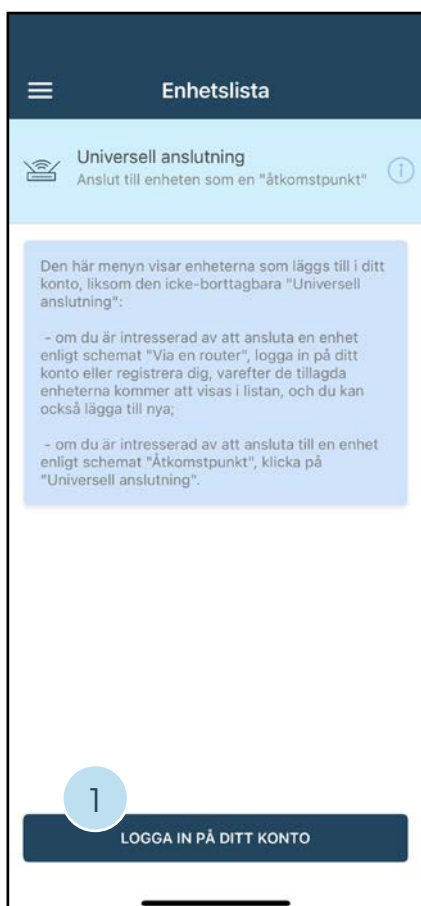 Enhetslista
Universell anslutning
Anslut till enheten som en "åtkomstpunkt"
Den här menyn visar enheterna som läggs till i ditt
konto, liksom den icke-borttagbara "Universell
anslutning":
- om du är intresserad av att ansluta en enhet
enligt schemat "Via en router", logga in på ditt
konto eller registrera dig, varefter de tillagda
enheterna kommer att visas i listan, och du kan
också lägga till nya;
- om du är intresserad av att ansluta till en enhet
enligt schemat "Åtkomstpunkt", klicka på
"Universell anslutning".
1
LOGGA IN PÅ DITT KONTO